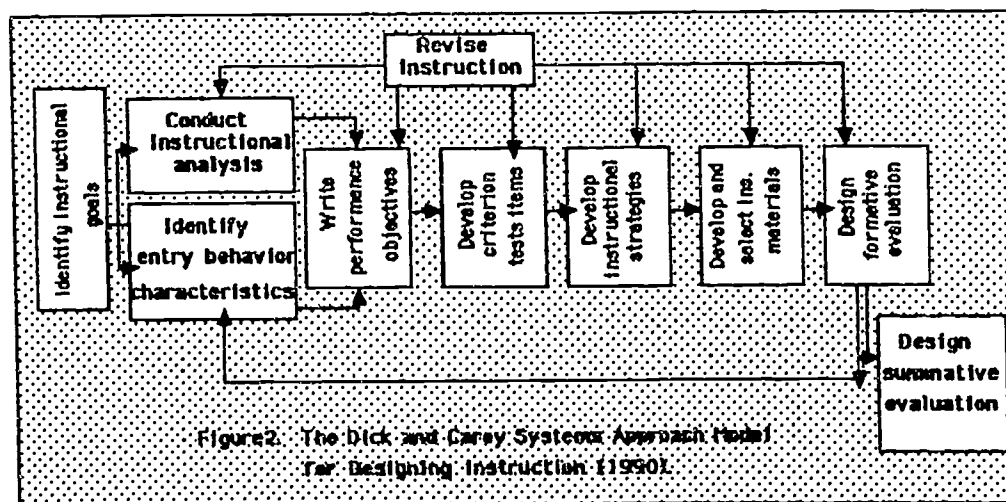 Revise
Instruction
Identify Instructional
goals
Conduct
instructional
analysis
Identify
entry behavior
characteristics
Write
performance
objectives
Develop
criterion
tests items
Develop
instructional
strategies
Develop and
select ins.
materials
Design
formative
evaluation
Design
summative
evaluation
Figure2. The Dick and Carey Systems Approach Model
for Designing Instruction (1990).